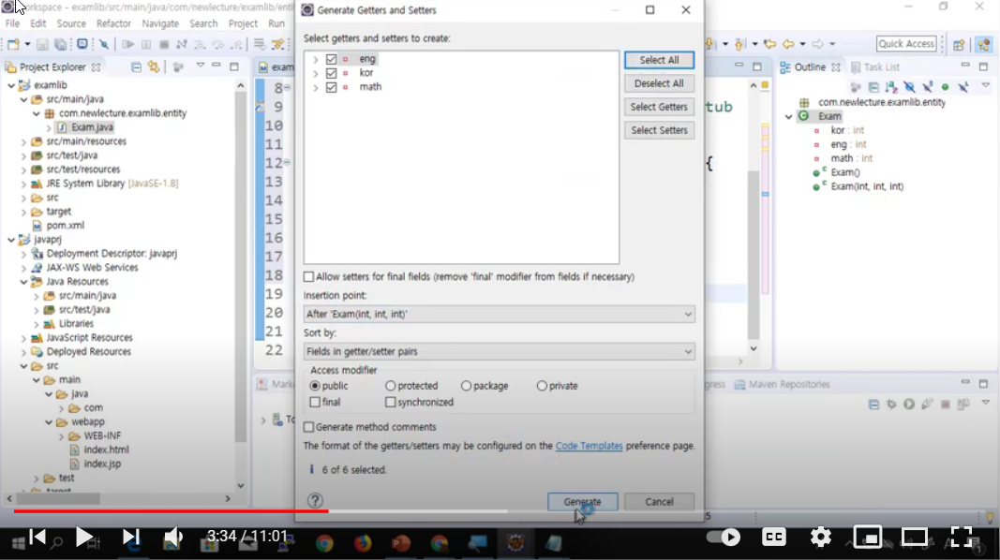 orkspace - examlib/src/main/java/com/newlecture/examlib/enti
File Edit Source Refactor Navigate Search Project Run
Quick Access
Project Explorer
examlib
src/main/java
com.newlecture.examlib.entity
Exam.java
src/main/resources
src/test/java
src/test/resources
JRE System Library [JavaSE-1.8]
src
target
pom.xml
javaprj
Deployment Descriptor: javaprj
JAX-WS Web Services
Java Resources
src/main/java
src/test/java
Libraries
JavaScript Resources
Deployed Resources
src
main
java
com
webapp
WEB-INF
index.html
index.jsp
test
target
exam
8
9
10
11
12
13
14
15
16
17
18
19
20
21
22
tub
{
Generate Getters and Setters
Select getters and setters to create:
eng
kor
math
Select All
Deselect All
Select Getters
Select Setters
Allow setters for final fields (remove 'final' modifier from fields if necessary)
Insertion point:
After 'Exam(int, int, int)'
Sort by:
Fields in getter/setter pairs
Access modifier
public protected package private
final synchronized
Generate method comments
The format of the getters/setters may be configured on the Code Templates preference page.
i 6 of 6 selected.
? Generate Cancel
Outline Task List
com.newlecture.examlib.entity
Exam
kor : int
eng : int
math : int
Exam()
Exam(int, int, int)
Mark
gress Maven Repositories
To
5
3:34 / 11:01
CC